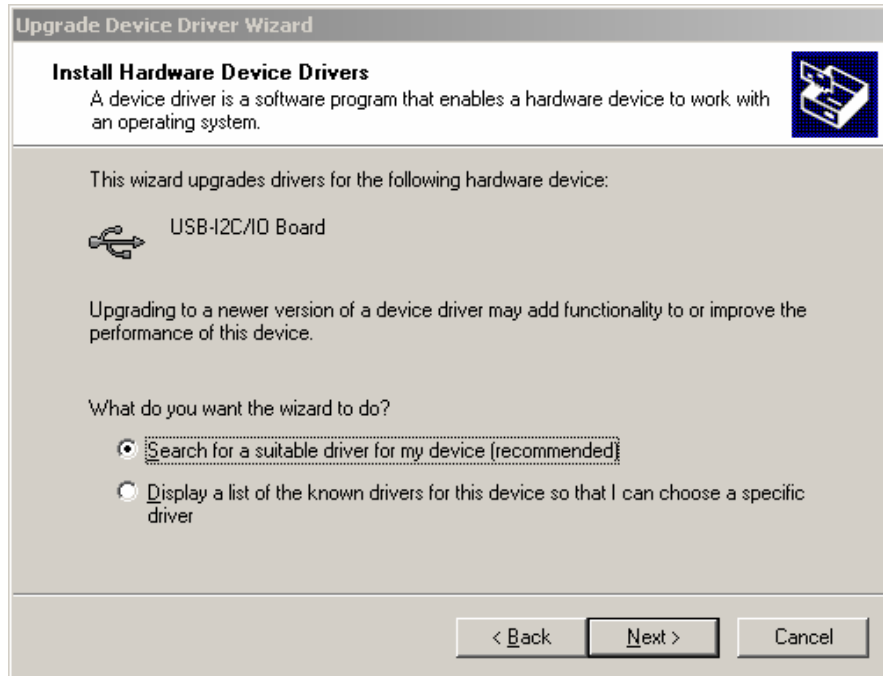 Upgrade Device Driver Wizard
Install Hardware Device Drivers
A device driver is a software program that enables a hardware device to work with
an operating system.
This wizard upgrades drivers for the following hardware device:
USB-I2C/IO Board
Upgrading to a newer version of a device driver may add functionality to or improve the
performance of this device.
What do you want the wizard to do?
Search for a suitable driver for my device (recommended)
Display a list of the known drivers for this device so that I can choose a specific
driver
< Back
Next >
Cancel